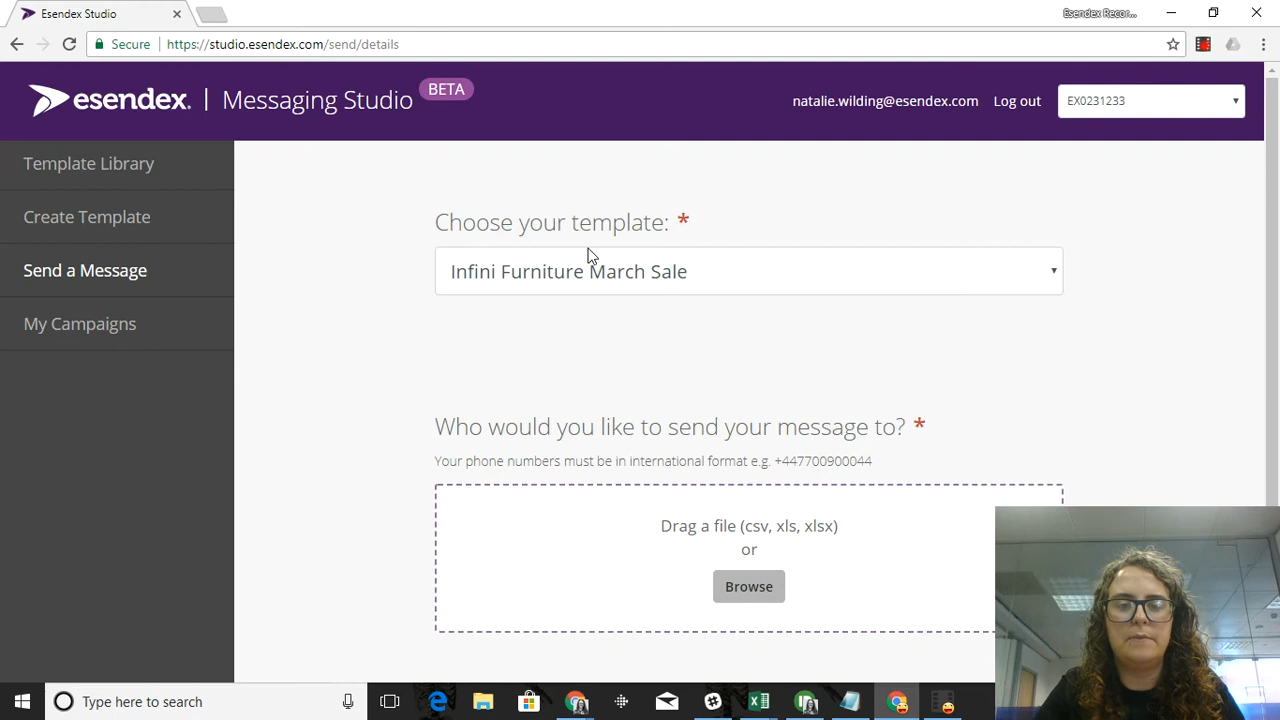 Esendex Studio
Esendex Recor...
Secure
https://studio.esendex.com/send/details
esendex
Messaging Studio
BETA
natalie.wilding@esendex.com
Log out
EX0231233
Template Library
Create Template
Send a Message
My Campaigns
Choose your template: *
Infini Furniture March Sale
Who would you like to send your message to? *
Your phone numbers must be in international format e.g. +447700900044
Drag a file (csv, xls, xlsx)
or
Browse
Type here to search